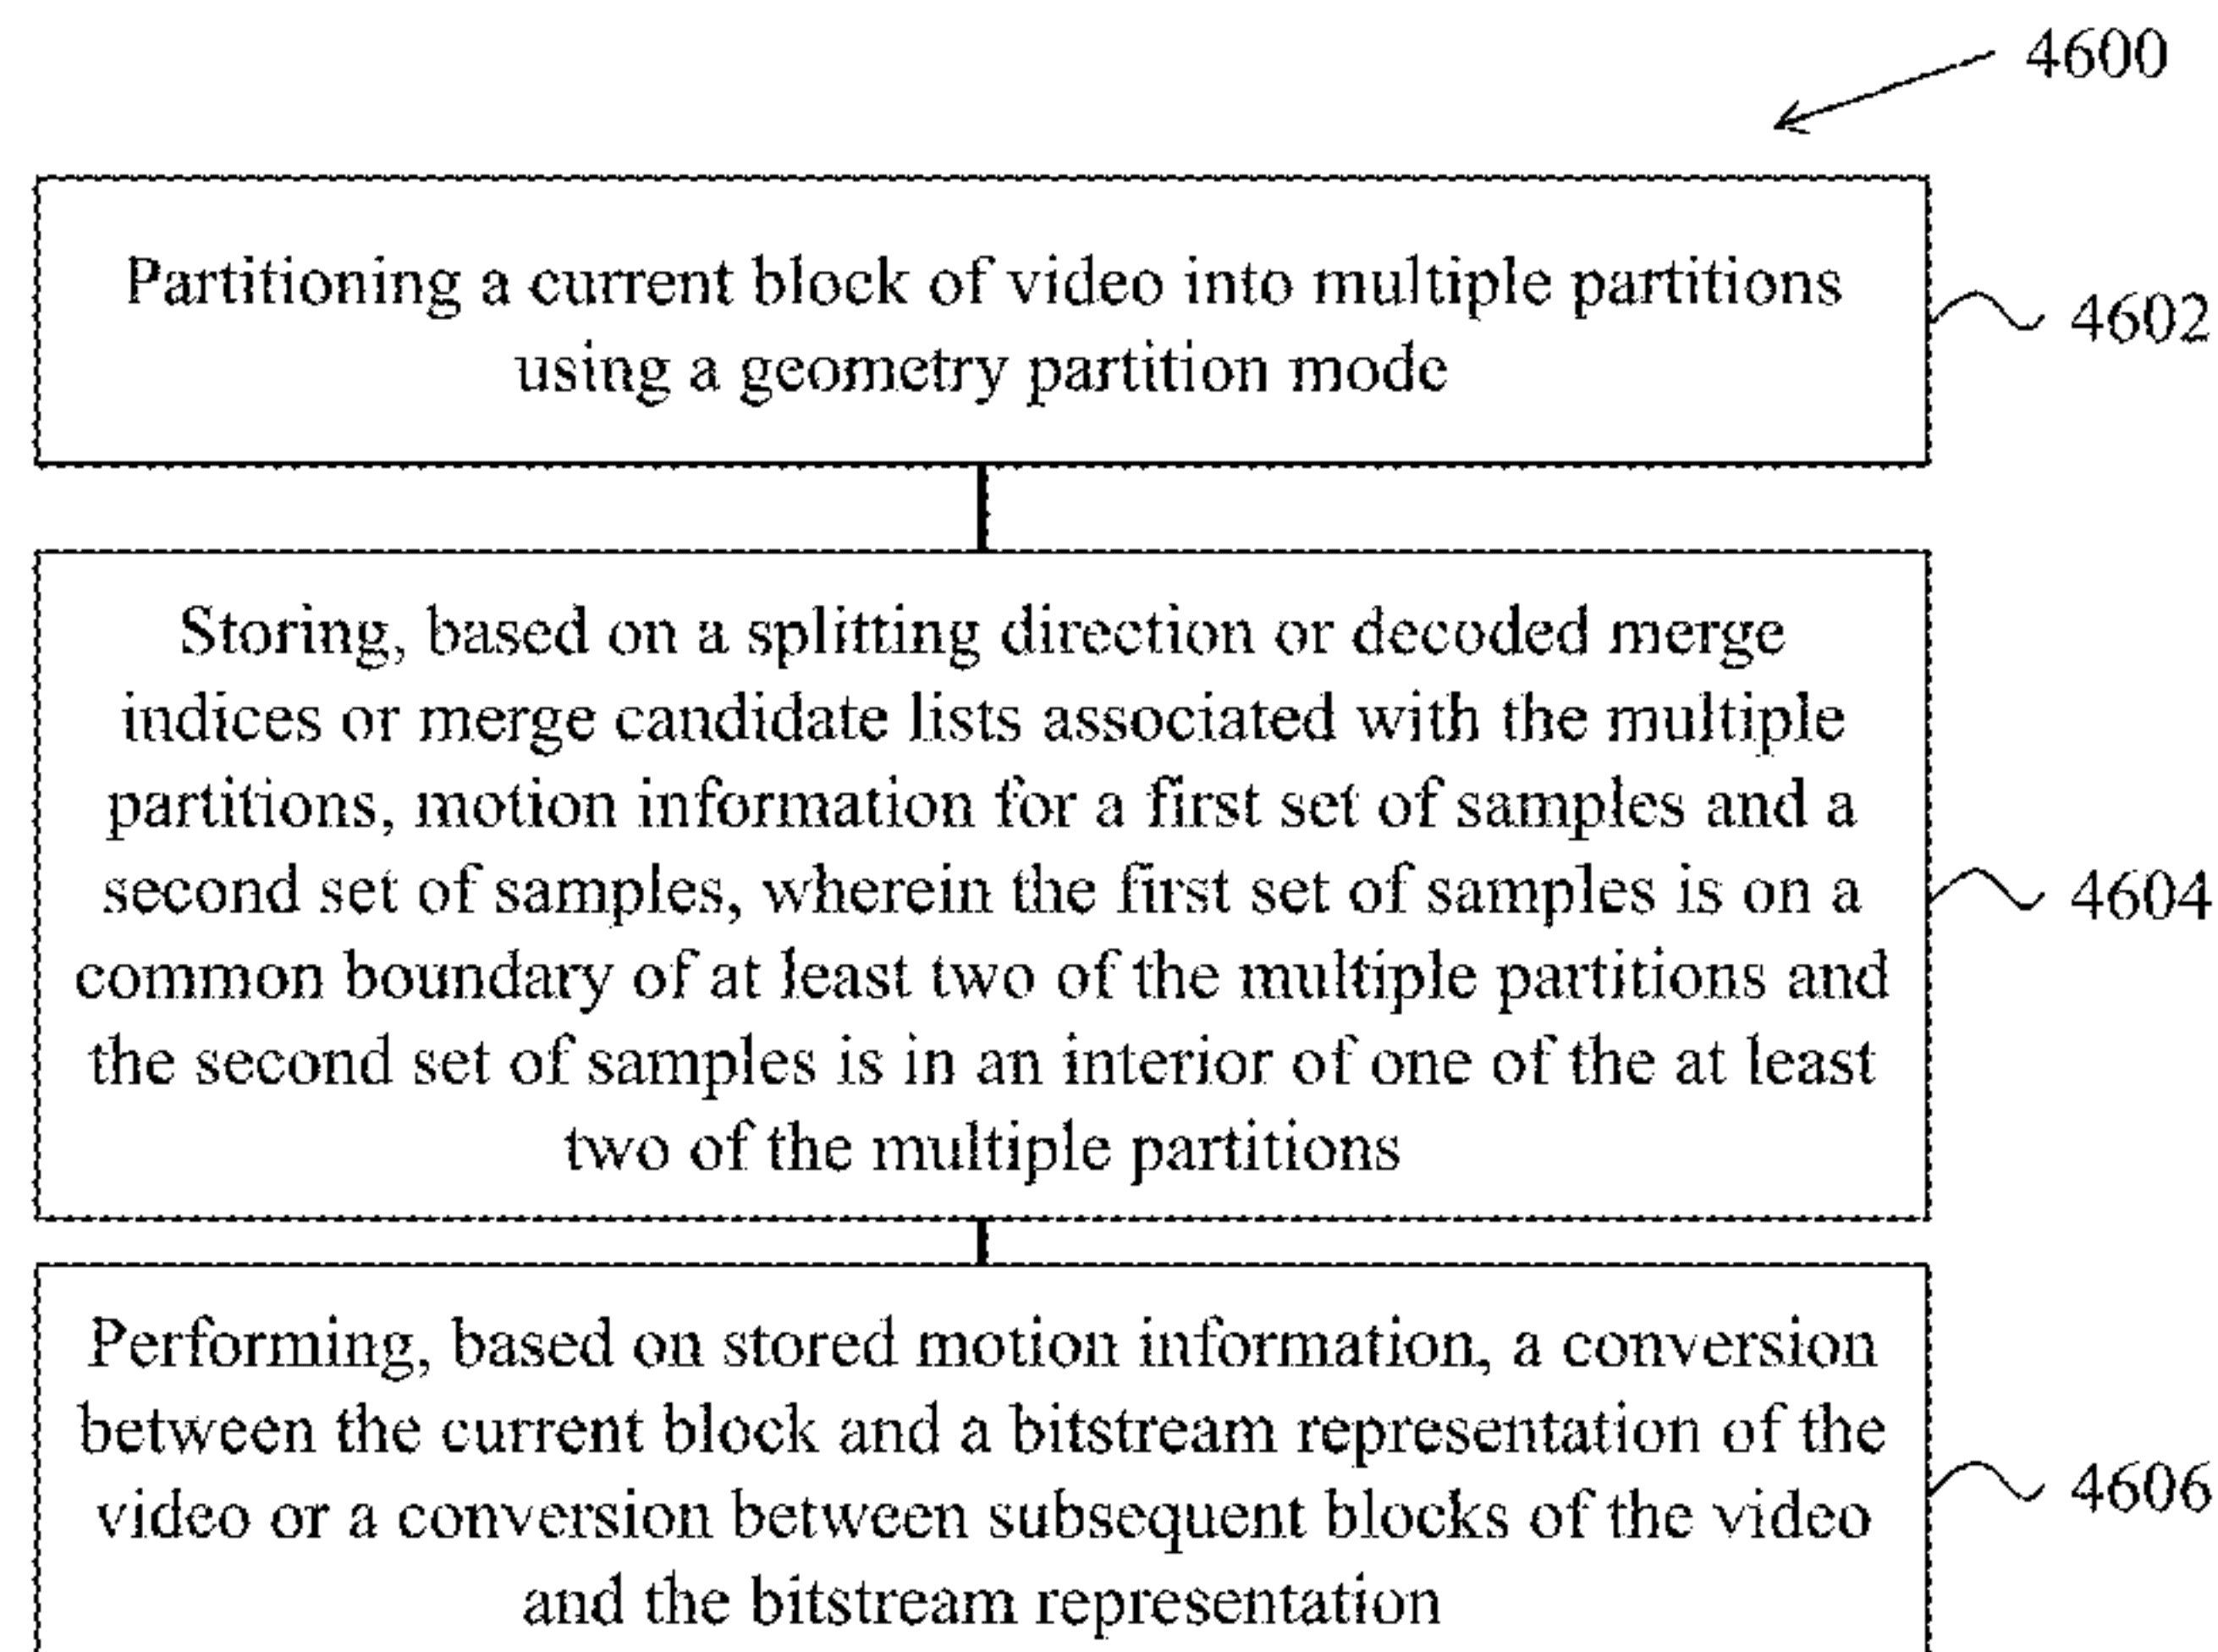 4600
Partitioning a current block of video into multiple partitions
using a geometry partition mode
4602
Storing, based on a splitting direction or decoded merge
indices or merge candidate lists associated with the multiple
partitions, motion information for a first set of samples and a
second set of samples, wherein the first set of samples is on a
common boundary of at least two of the multiple partitions and
the second set of samples is in an interior of one of the at least
two of the multiple partitions
4604
Performing, based on stored motion information, a conversion
between the current block and a bitstream representation of the
video or a conversion between subsequent blocks of the video
and the bitstream representation
4606